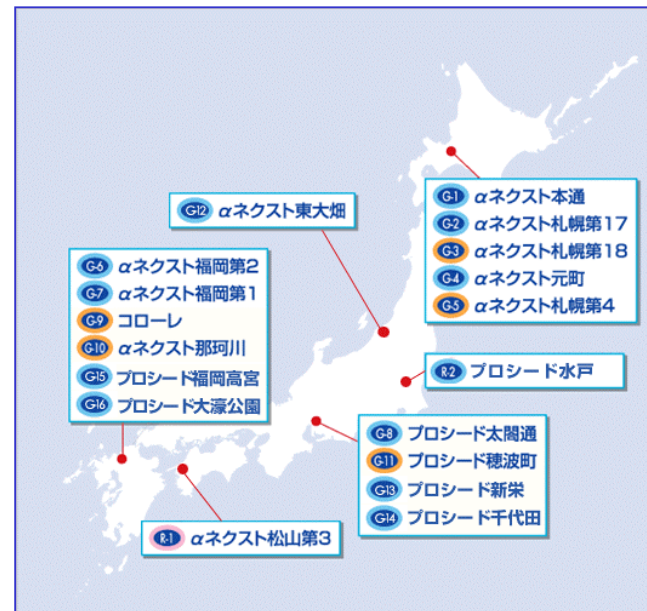 G-1 αネクスト本通
G-2 αネクスト札幌第17
G-3 αネクスト札幌第18
G-4 αネクスト元町
G-5 αネクスト札幌第4
G-12 αネクスト東大畑
G-6 αネクスト福岡第2
G-7 αネクスト福岡第1
G-9 コローレ
G-10 αネクスト那珂川
G-15 プロシード福岡高宮
G-16 プロシード大濠公園
R-2 プロシード水戸
G-8 プロシード太閤通
G-11 プロシード穂波町
G-13 プロシード新栄
G-14 プロシード千代田
R-1 αネクスト松山第3